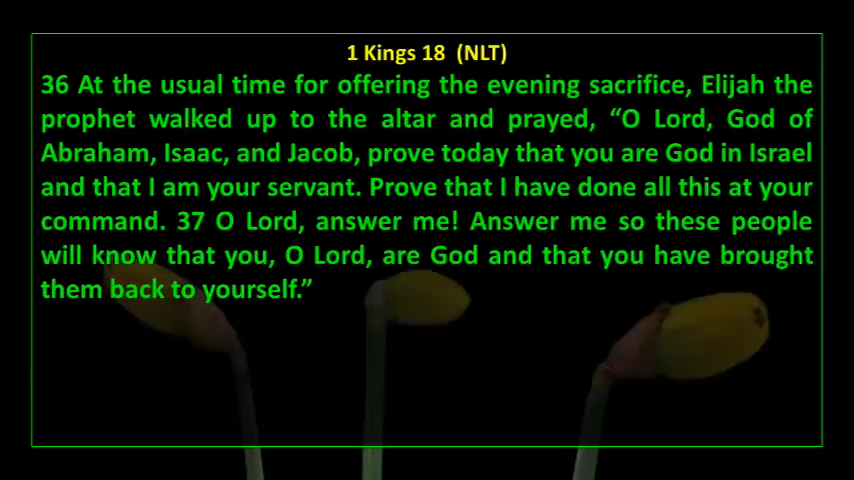 1 Kings 18 (NLT)
36 At the usual time for offering the evening sacrifice, Elijah the
prophet walked up to the altar and prayed, “O Lord, God of
Abraham, Isaac, and Jacob, prove today that you are God in Israel
and that I am your servant. Prove that I have done all this at your
command. 37 O Lord, answer me! Answer me so these people
will know that you, O Lord, are God and that you have brought
them back to yourself.”